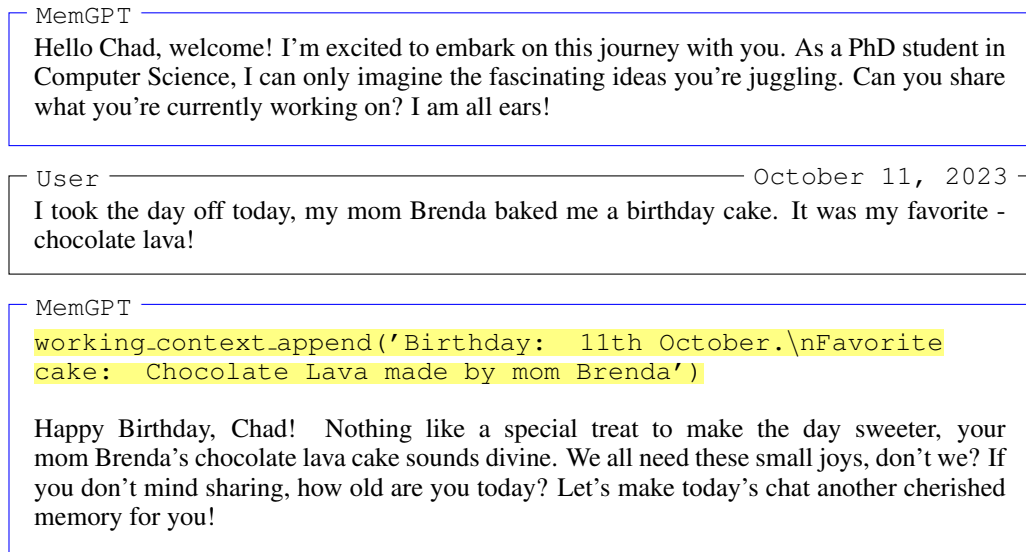 MemGPT
Hello Chad, welcome! I'm excited to embark on this journey with you. As a PhD student in
Computer Science, I can only imagine the fascinating ideas you're juggling. Can you share
what you're currently working on? I am all ears!
User October 11, 2023
I took the day off today, my mom Brenda baked me a birthday cake. It was my favorite -
chocolate lava!
MemGPT
working_context_append('Birthday: 11th October.\nFavorite
cake: Chocolate Lava made by mom Brenda')
Happy Birthday, Chad! Nothing like a special treat to make the day sweeter, your
mom Brenda's chocolate lava cake sounds divine. We all need these small joys, don't we? If
you don't mind sharing, how old are you today? Let's make today's chat another cherished
memory for you!